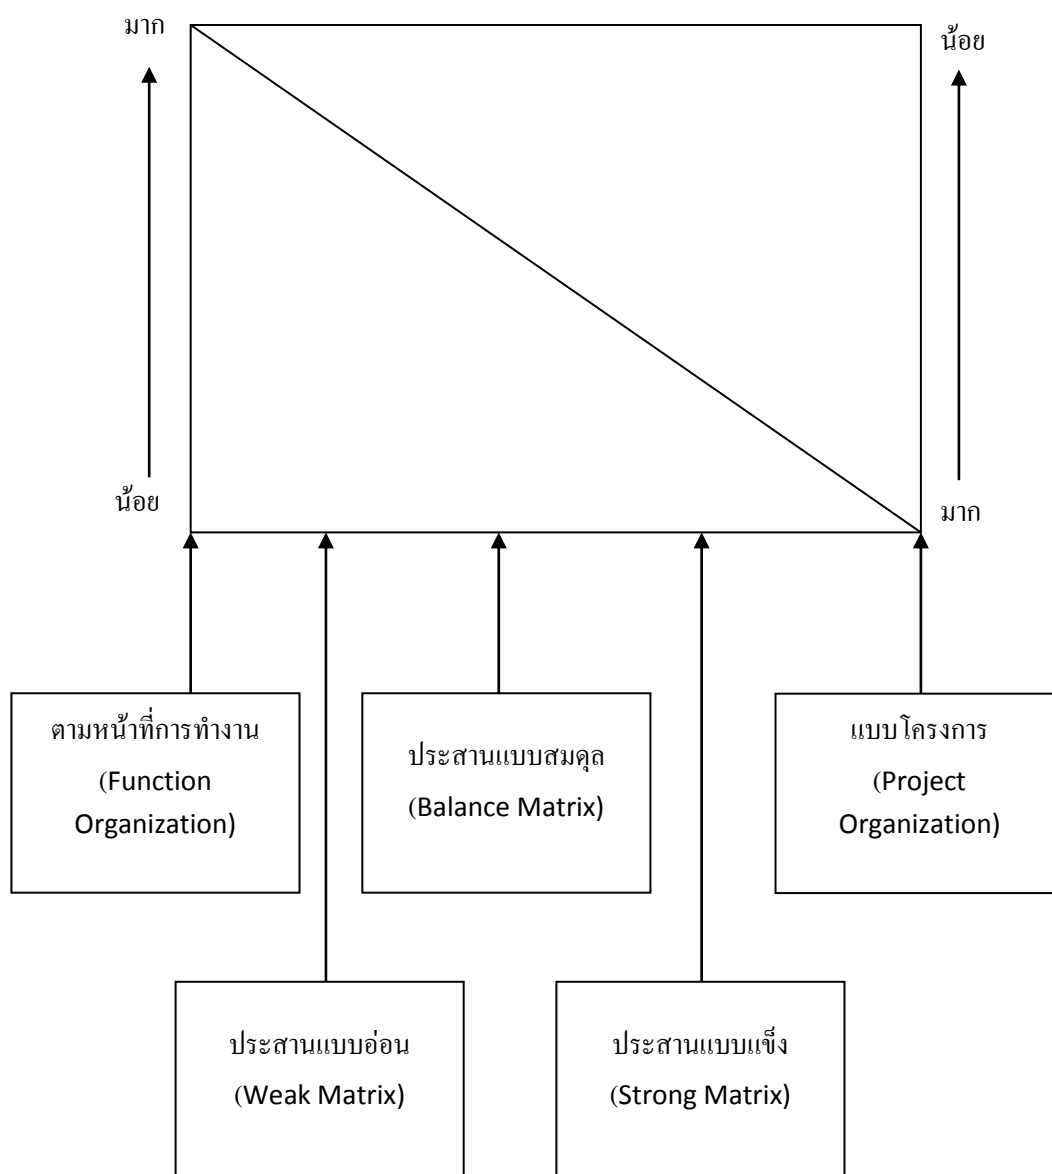 มาก
น้อย
น้อย
มาก
ตามหน้าที่การทำงาน
(Function
Organization)
ประสานแบบสมดุล
(Balance Matrix)
แบบโครงการ
(Project
Organization)
ประสานแบบอ่อน
(Weak Matrix)
ประสานแบบแข็ง
(Strong Matrix)